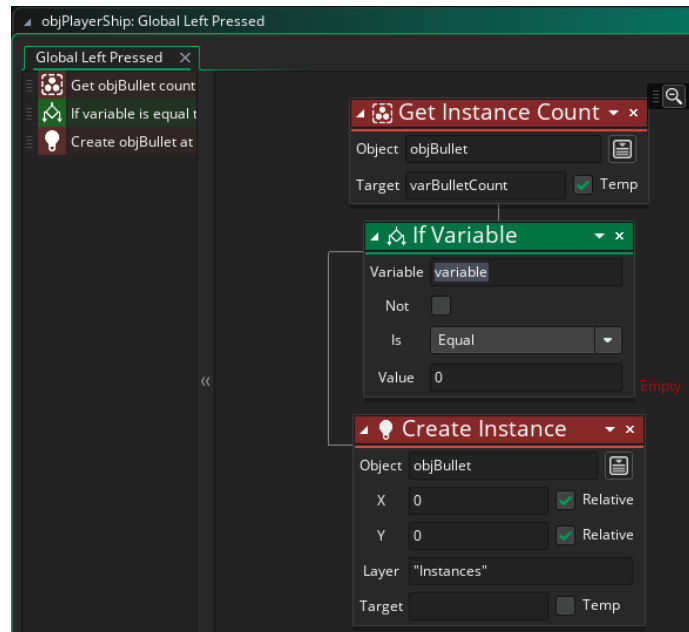 objPlayerShip: Global Left Pressed
Global Left Pressed
Get objBullet count
If variable is equal t
Create objBullet at
Get Instance Count
Object objBullet
Target varBulletCount Temp
If Variable
Variable variable
Not
Is Equal
Value 0
Empty
Create Instance
Object objBullet
X 0 Relative
Y 0 Relative
Layer "Instances"
Target Temp